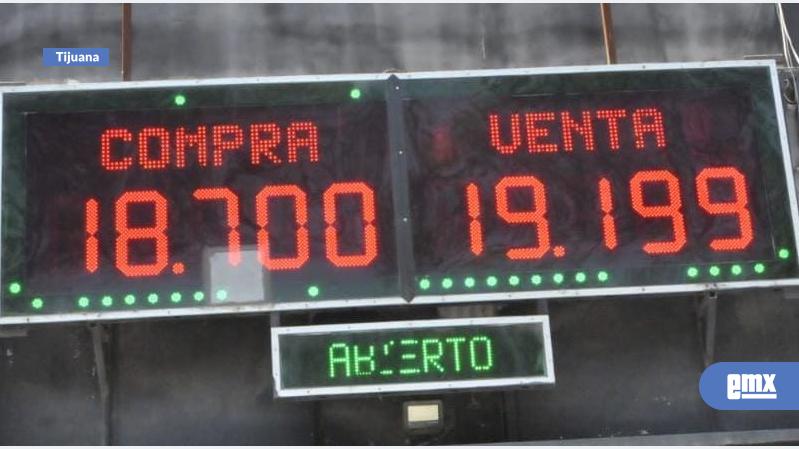 Tijuana
COMPRA
18.700
VENTA
19.199
ABIERTO
emx